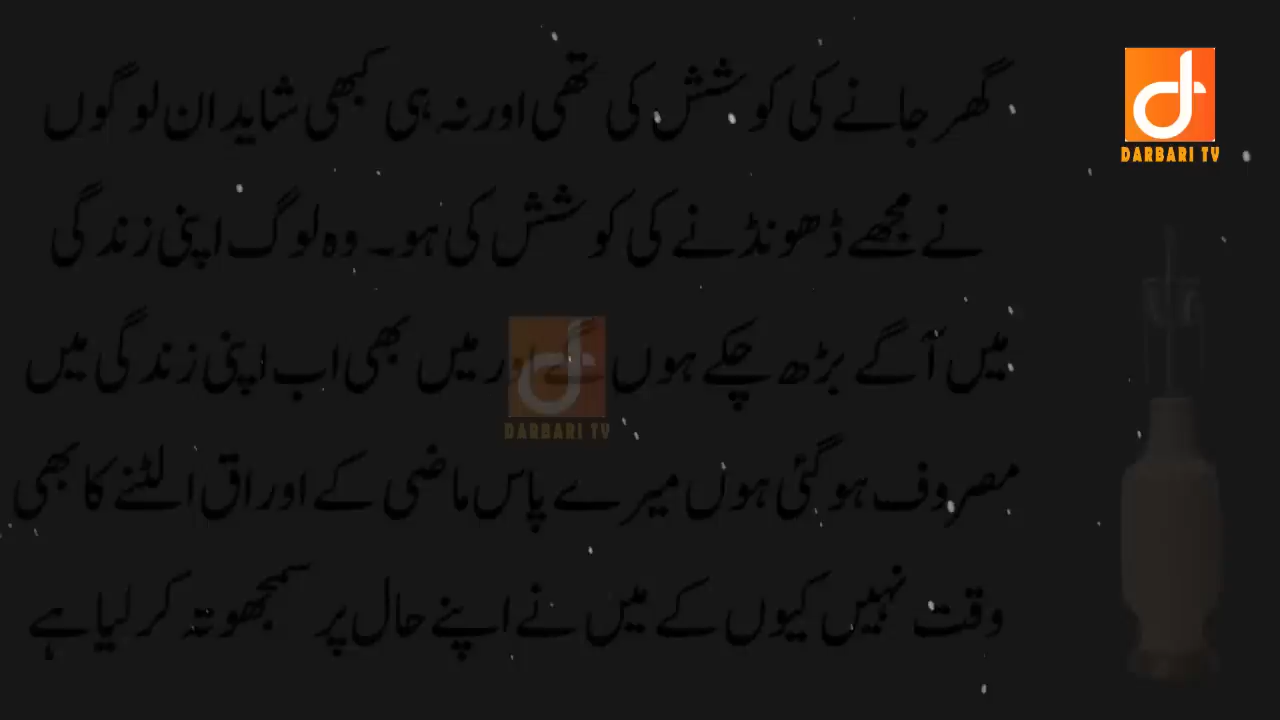 گھر جانے کی کوشش کی تھی اور نہ ہی کبھی شاید ان لوگوں
نے مجھے ڈھونڈنے کی کوشش کی ہو۔ وہ لوگ اپنی زندگی
میں آگے بڑھ چکے ہوں گے اور میں بھی اب اپنی زندگی میں
مصروف ہو گئی ہوں میرے پاس ماضی کے اوراق الٹنے کا بھی
وقت نہیں کیوں کے میں نے اپنے حال پر سمجھوتہ کر لیا ہے
DARBARI TV
DARBARI TV